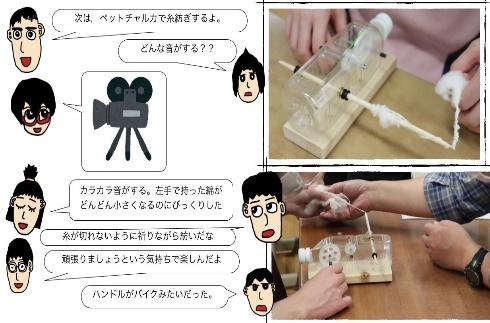 次は，ペットチャルカで糸紡ぎするよ。
どんな音がする？？
カラカラ音がする。左手で持った綿が
どんどん小さくなるのにびっくりした
糸が切れないように祈りながら紡いだな
頑張りましょうという気持ちで楽しんだよ
ハンドルがバイクみたいだった。